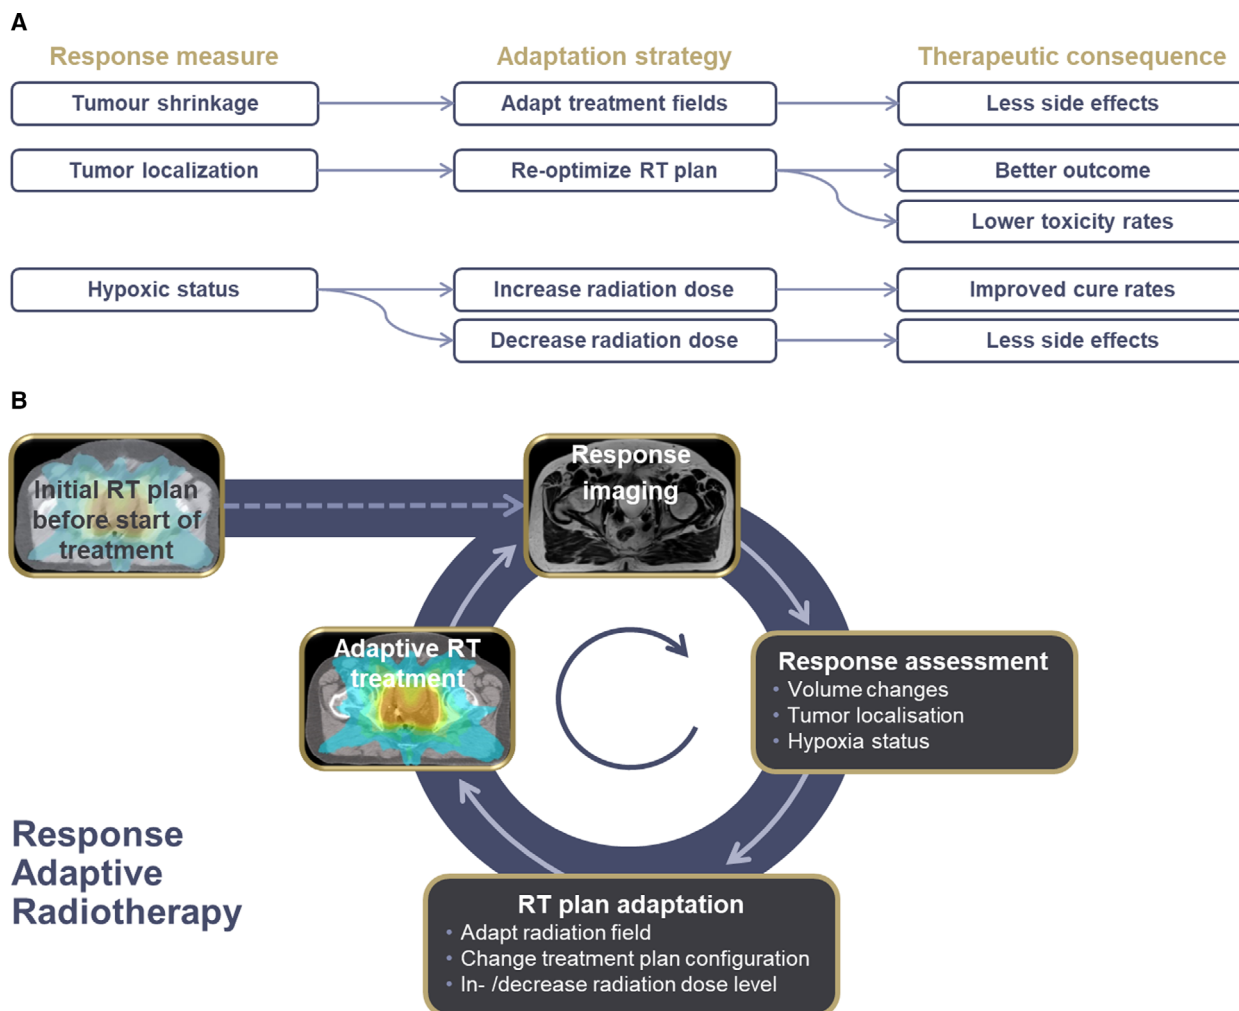 A
Response measure
Adaptation strategy
Therapeutic consequence
Tumour shrinkage
Adapt treatment fields
Less side effects
Tumor localization
Re-optimize RT plan
Better outcome
Lower toxicity rates
Hypoxic status
Increase radiation dose
Improved cure rates
Decrease radiation dose
Less side effects
B
Initial RT plan
before start of
treatment
Response
imaging
Adaptive RT
treatment
Response assessment
• Volume changes
• Tumor localisation
• Hypoxia status
Response
Adaptive
Radiotherapy
RT plan adaptation
• Adapt radiation field
• Change treatment plan configuration
• In- /decrease radiation dose level